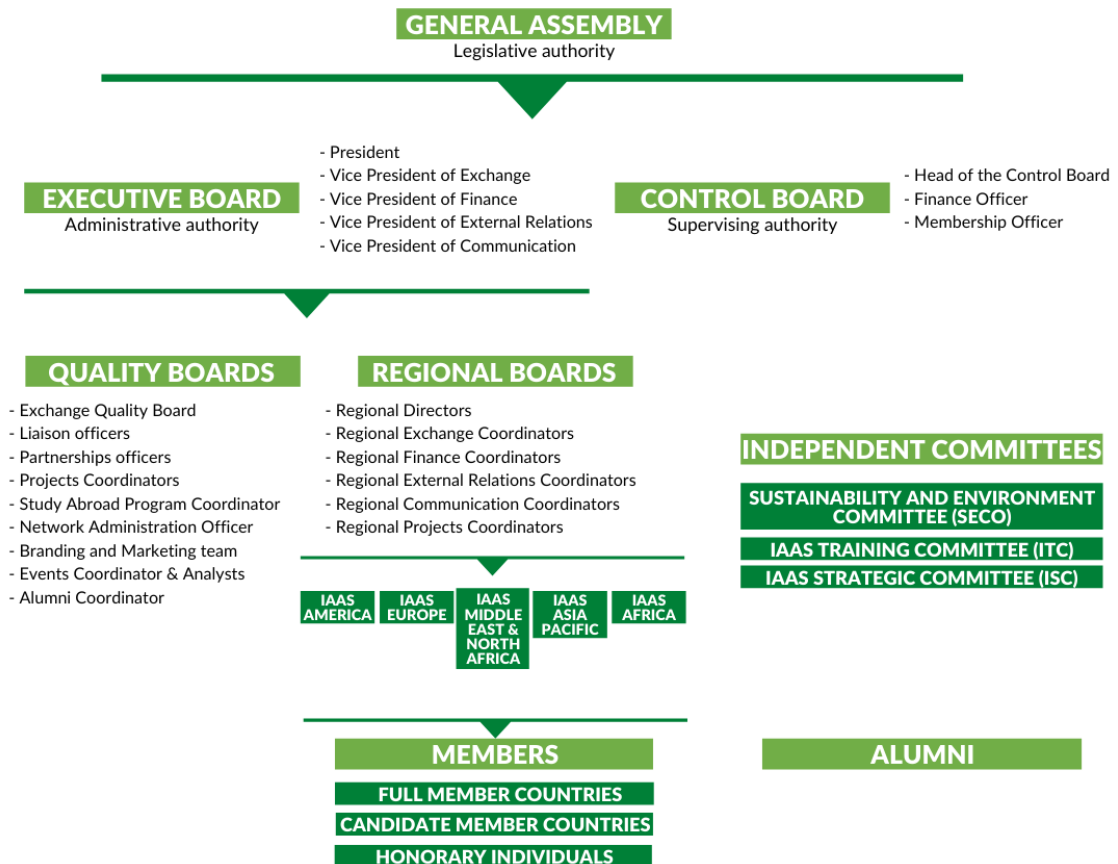 GENERAL ASSEMBLY
Legislative authority
EXECUTIVE BOARD
Administrative authority
- President
- Vice President of Exchange
- Vice President of Finance
- Vice President of External Relations
- Vice President of Communication
CONTROL BOARD
Supervising authority
- Head of the Control Board
- Finance Officer
- Membership Officer
QUALITY BOARDS
- Exchange Quality Board
- Liaison officers
- Partnerships officers
- Projects Coordinators
- Study Abroad Program Coordinator
- Network Administration Officer
- Branding and Marketing team
- Events Coordinator & Analysts
- Alumni Coordinator
REGIONAL BOARDS
- Regional Directors
- Regional Exchange Coordinators
- Regional Finance Coordinators
- Regional External Relations Coordinators
- Regional Communication Coordinators
- Regional Projects Coordinators
IAAS
AMERICA
IAAS
EUROPE
IAAS
MIDDLE
EAST &
NORTH
AFRICA
IAAS
ASIA
PACIFIC
IAAS
AFRICA
INDEPENDENT COMMITTEES
SUSTAINABILITY AND ENVIRONMENT
COMMITTEE (SECO)
IAAS TRAINING COMMITTEE (ITC)
IAAS STRATEGIC COMMITTEE (ISC)
MEMBERS
FULL MEMBER COUNTRIES
CANDIDATE MEMBER COUNTRIES
HONORARY INDIVIDUALS
ALUMNI